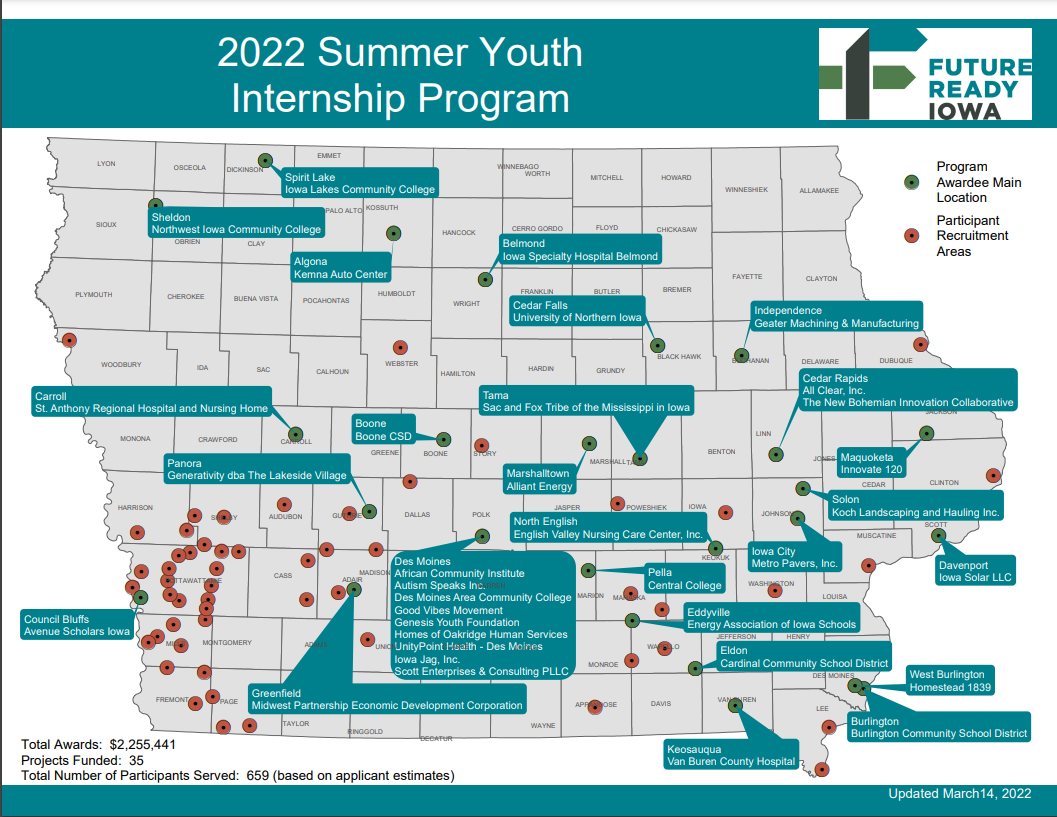 2022 Summer Youth
Internship Program
FUTURE
READY
IOWA
Program
Awardee Main
Location
Participant
Recruitment
Areas
LYON
OSCEOLA
DICKINSON
EMMET
WINNEBAGO
WORTH
MITCHELL
HOWARD
WINNESHIEK
ALLAMAKEE
Spirit Lake
Iowa Lakes Community College
SIOUX
Sheldon
Northwest Iowa Community College
OBRIEN
CLAY
PALO ALTO
KOSSUTH
HANCOCK
CERRO GORDO
FLOYD
CHICKASAW
Belmond
Iowa Specialty Hospital Belmond
Algona
Kemna Auto Center
PLYMOUTH
CHEROKEE
BUENA VISTA
POCAHONTAS
HUMBOLDT
WRIGHT
FRANKLIN
BUTLER
BREMER
FAYETTE
CLAYTON
Cedar Falls
University of Northern Iowa
Independence
Geater Machining & Manufacturing
WOODBURY
IDA
SAC
CALHOUN
WEBSTER
HAMILTON
HARDIN
GRUNDY
BLACK HAWK
DELAWARE
DUBUQUE
Carroll
St. Anthony Regional Hospital and Nursing Home
Tama
Sac and Fox Tribe of the Mississippi in Iowa
Cedar Rapids
All Clear, Inc.
The New Bohemian Innovation Collaborative
JACKSON
Boone
Boone CSD
MONONA
CRAWFORD
CARROLL
GREENE
BOONE
STORY
MARSHALL
BENTON
LINN
JONES
Maquoketa
Innovate 120
Panora
Generativity dba The Lakeside Village
Marshalltown
Alliant Energy
CEDAR
CLINTON
Solon
Koch Landscaping and Hauling Inc.
HARRISON
AUDUBON
DALLAS
POLK
JASPER
POWESHIEK
IOWA
JOHNSON
SCOTT
MUSCATINE
North English
English Valley Nursing Care Center, Inc.
Iowa City
Metro Pavers, Inc.
Davenport
Iowa Solar LLC
KEOKUK
CASS
ADAIR
MADISON
MARION
WASHINGTON
LOUISA
Des Moines
African Community Institute
Autism Speaks Inc.
Des Moines Area Community College
Good Vibes Movement
Genesis Youth Foundation
Homes of Oakridge Human Services
UnityPoint Health - Des Moines
Iowa Jag, Inc.
Scott Enterprises & Consulting PLLC
Pella
Central College
Eddyville
Energy Association of Iowa Schools
Council Bluffs
Avenue Scholars Iowa
MONTGOMERY
MONROE
JEFFERSON
HENRY
Eldon
Cardinal Community School District
DES MOINES
West Burlington
Homestead 1839
Greenfield
Midwest Partnership Economic Development Corporation
FREMONT
PAGE
TAYLOR
RINGGOLD
DECATUR
WAYNE
DAVIS
VAN BUREN
LEE
Burlington
Burlington Community School District
Keosauqua
Van Buren County Hospital
Total Awards: $2,255,441
Projects Funded: 35
Total Number of Participants Served: 659 (based on applicant estimates)
Updated March14, 2022